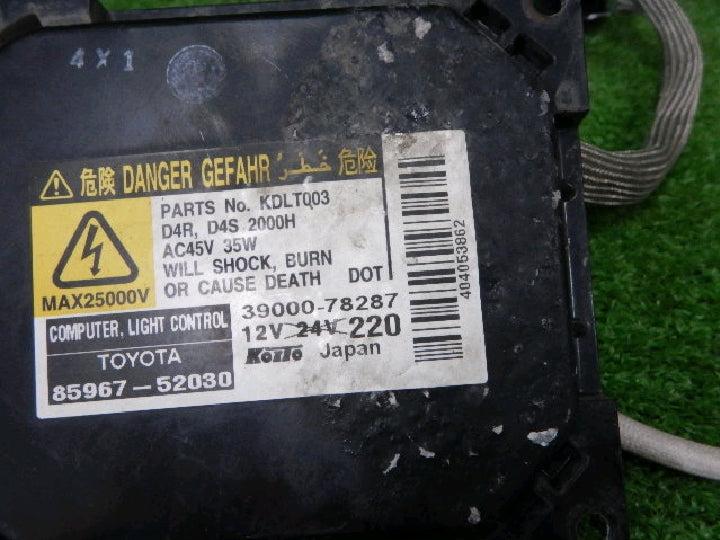 4X1
危険 DANGER GEFAHR خطر 危险
PARTS No. KDLT003
D4R, D4S 2000H
AC45V 35W
WILL SHOCK, BURN
OR CAUSE DEATH DOT
MAX25000V
39000-78287
COMPUTER, LIGHT CONTROL
12V 24V 220
TOYOTA
KOITO Japan
85967-52030
404053862